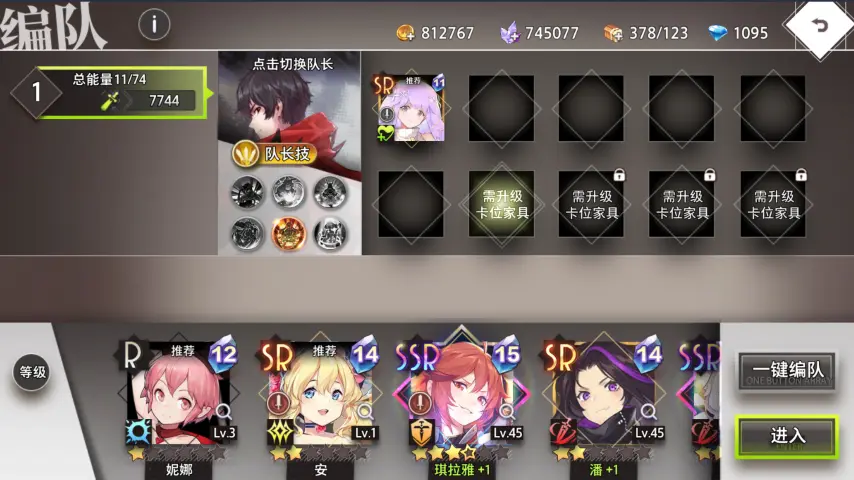 编队
i
812767
745077
378/123
1095
1
总能量11/74
7744
点击切换队长
队长技
SR
推荐
11
需升级
卡位家具
需升级
卡位家具
需升级
卡位家具
需升级
卡位家具
等级
R
推荐
12
Lv.3
妮娜
SR
推荐
14
Lv.1
安
SSR
15
Lv.45
琪拉雅 +1
SR
14
Lv.45
潘 +1
SSR
一键编队
ONE BUTTON ARRAY
进入